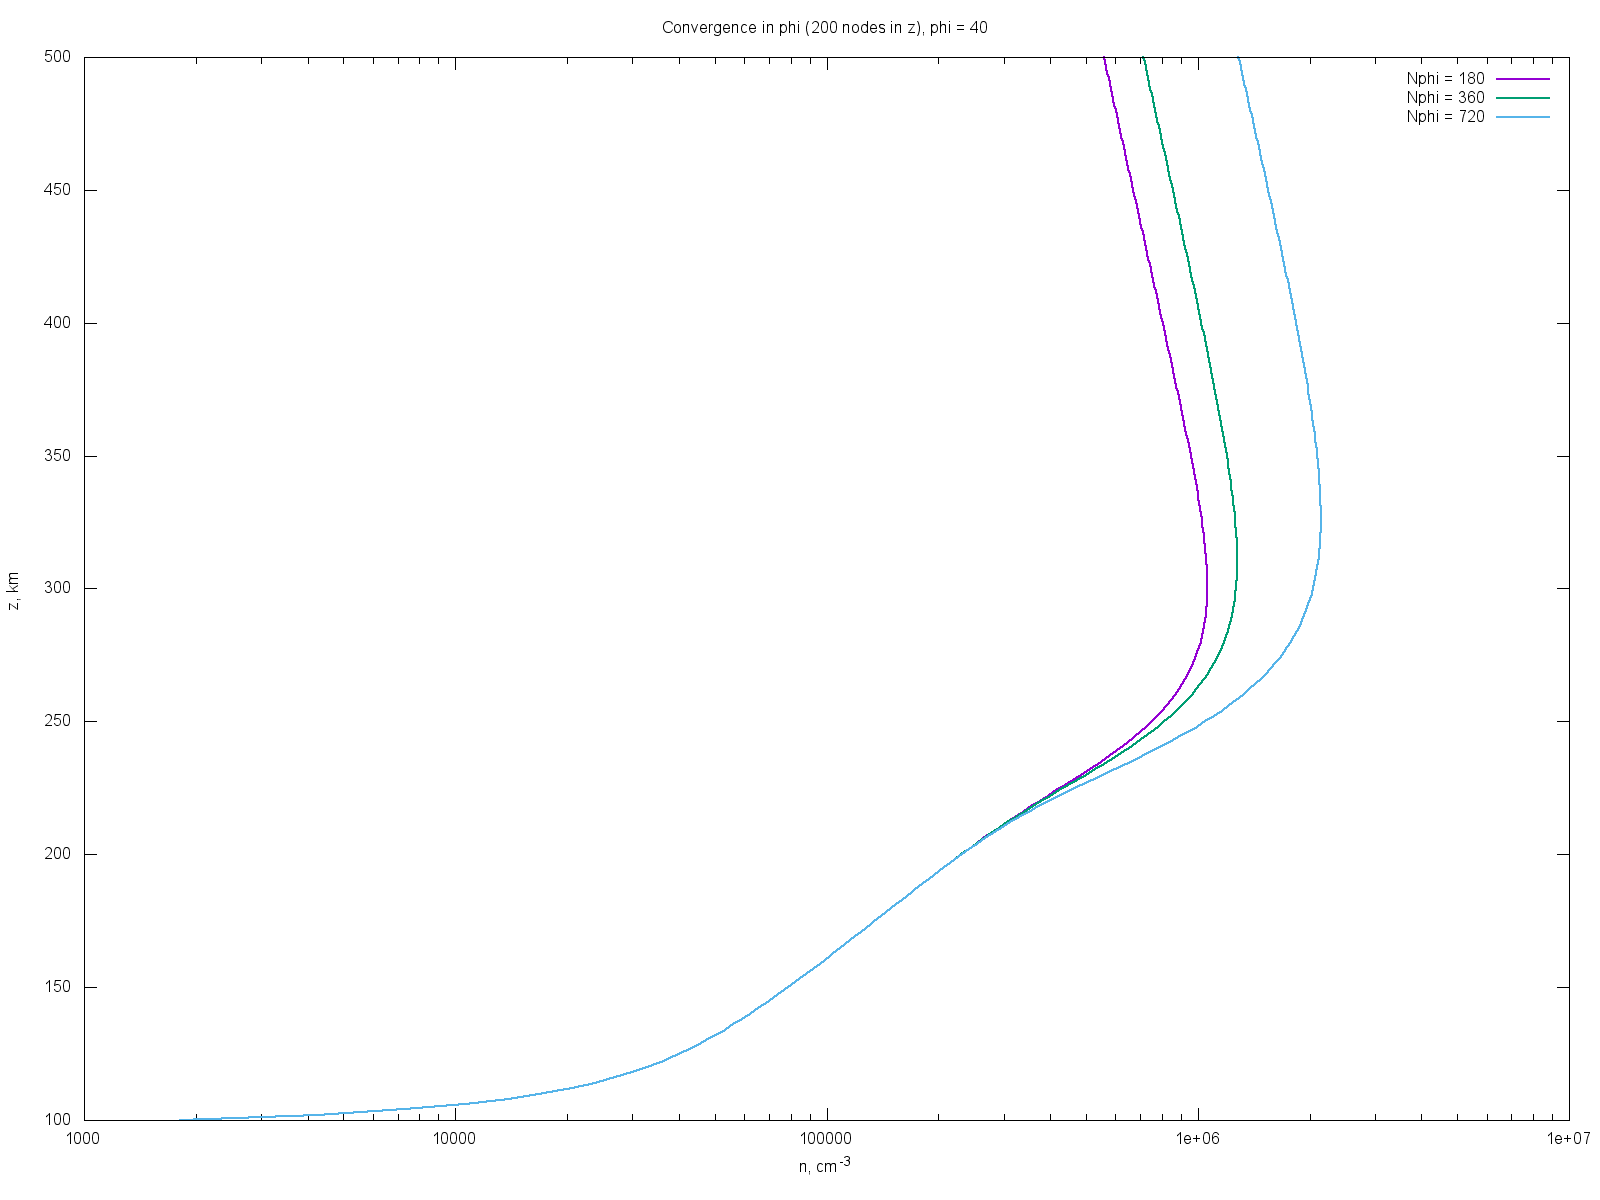 Convergence in phi (200 nodes in z), phi = 40
Nphi = 180
Nphi = 360
Nphi = 720
500
450
400
350
300
250
200
150
100
z, km
1000
10000
100000
1e+06
1e+07
n, cm-3